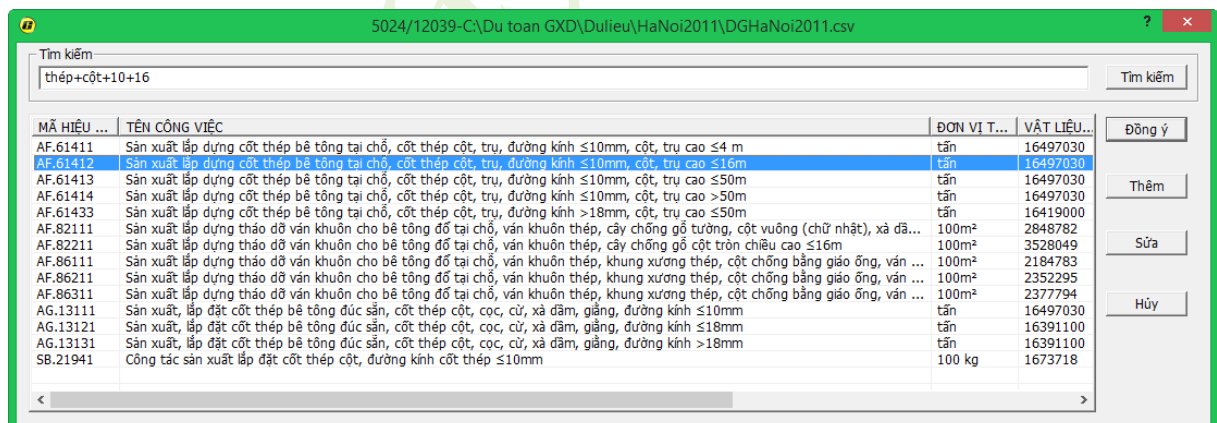 5024/12039-C:\Du toan GXD\Dulieu\HaNoi2011\DGHaNoi2011.csv ? ×
Tìm kiếm
thép+cột+10+16 Tìm kiếm
MÃ HIỆU ... TÊN CÔNG VIỆC ĐƠN VỊ T... VẬT LIỆU... Đồng ý
AF.61411 Sản xuất lắp dựng cốt thép bê tông tại chỗ, cốt thép cột, trụ, đường kính ≤10mm, cột, trụ cao ≤4 m tấn 16497030
AF.61412 Sản xuất lắp dựng cốt thép bê tông tại chỗ, cốt thép cột, trụ, đường kính ≤10mm, cột, trụ cao ≤16m tấn 16497030
AF.61413 Sản xuất lắp dựng cốt thép bê tông tại chỗ, cốt thép cột, trụ, đường kính ≤10mm, cột, trụ cao ≤50m tấn 16497030
Thêm
AF.61414 Sản xuất lắp dựng cốt thép bê tông tại chỗ, cốt thép cột, trụ, đường kính ≤10mm, cột, trụ cao >50m tấn 16497030
AF.61433 Sản xuất lắp dựng cốt thép bê tông tại chỗ, cốt thép cột, trụ, đường kính >18mm, cột, trụ cao ≤50m tấn 16419000
AF.82111 Sản xuất lắp dựng tháo dỡ ván khuôn cho bê tông đổ tại chỗ, ván khuôn thép, cây chống gỗ tường, cột vuông (chữ nhật), xà dầ... 100m² 2848782
AF.82211 Sản xuất lắp dựng tháo dỡ ván khuôn cho bê tông đổ tại chỗ, ván khuôn thép, cây chống gỗ cột tròn chiều cao ≤16m 100m² 3528049
Sửa
AF.86111 Sản xuất lắp dựng tháo dỡ ván khuôn cho bê tông đổ tại chỗ, ván khuôn thép, khung xương thép, cột chống bằng giáo ống, ván ... 100m² 2184783
AF.86211 Sản xuất lắp dựng tháo dỡ ván khuôn cho bê tông đổ tại chỗ, ván khuôn thép, khung xương thép, cột chống bằng giáo ống, ván ... 100m² 2352295
AF.86311 Sản xuất lắp dựng tháo dỡ ván khuôn cho bê tông đổ tại chỗ, ván khuôn thép, khung xương thép, cột chống bằng giáo ống, ván ... 100m² 2377794
AG.13111 Sản xuất, lắp đặt cốt thép bê tông đúc sẵn, cốt thép cột, cọc, cừ, xà dầm, giằng, đường kính ≤10mm tấn 16497030
Hủy
AG.13121 Sản xuất, lắp đặt cốt thép bê tông đúc sẵn, cốt thép cột, cọc, cừ, xà dầm, giằng, đường kính ≤18mm tấn 16391100
AG.13131 Sản xuất, lắp đặt cốt thép bê tông đúc sẵn, cốt thép cột, cọc, cừ, xà dầm, giằng, đường kính >18mm tấn 16391100
SB.21941 Công tác sản xuất lắp đặt cốt thép cột, đường kính cốt thép ≤10mm 100 kg 1673718